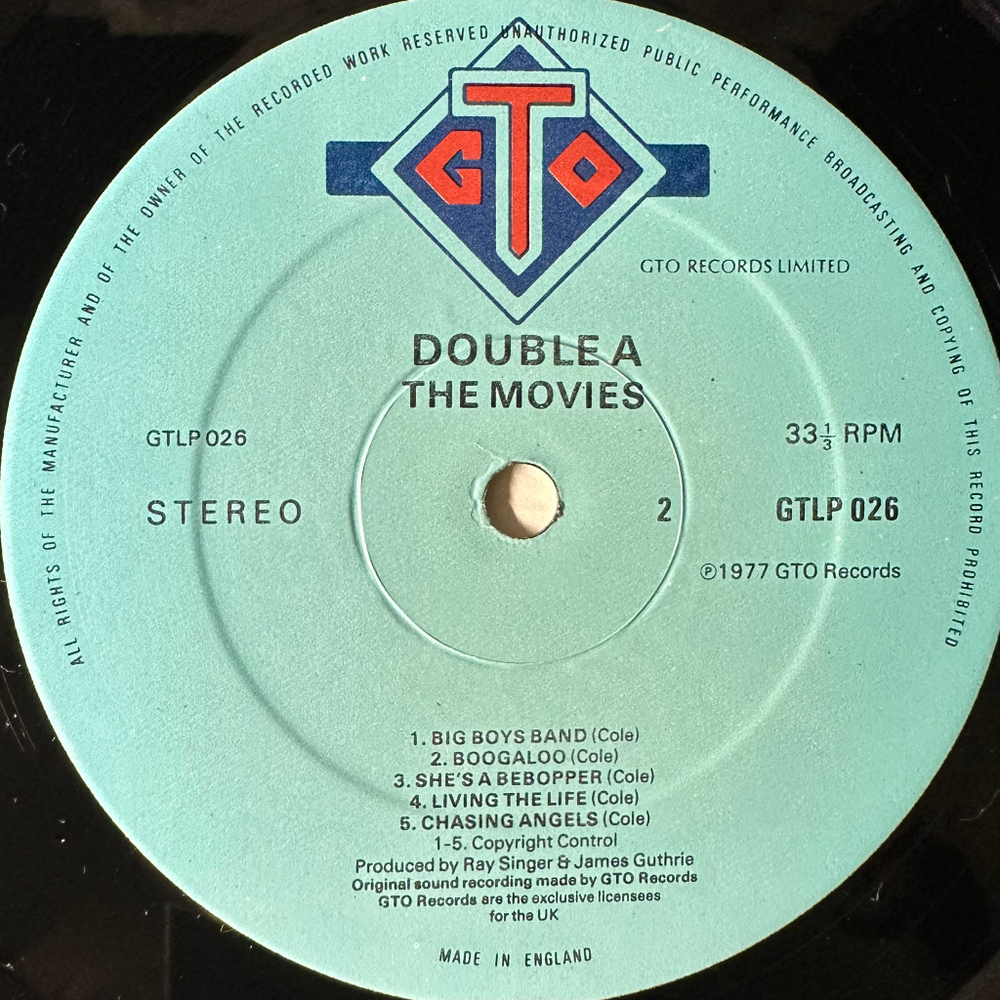 ALL RIGHTS OF THE MANUFACTURER AND OF THE OWNER OF THE RECORDED WORK RESERVED UNAUTHORIZED PUBLIC PERFORMANCE BROADCASTING AND COPYING OF THIS RECORD PROHIBITED
GTO
GTO RECORDS LIMITED
DOUBLE A
THE MOVIES
GTLP 026
33⅓ RPM
STEREO
2
GTLP 026
℗1977 GTO Records
1. BIG BOYS BAND (Cole)
2. BOOGALOO (Cole)
3. SHE'S A BEBOPPER (Cole)
4. LIVING THE LIFE (Cole)
5. CHASING ANGELS (Cole)
1-5. Copyright Control
Produced by Ray Singer & James Guthrie
Original sound recording made by GTO Records
GTO Records are the exclusive licensees
for the UK
MADE IN ENGLAND